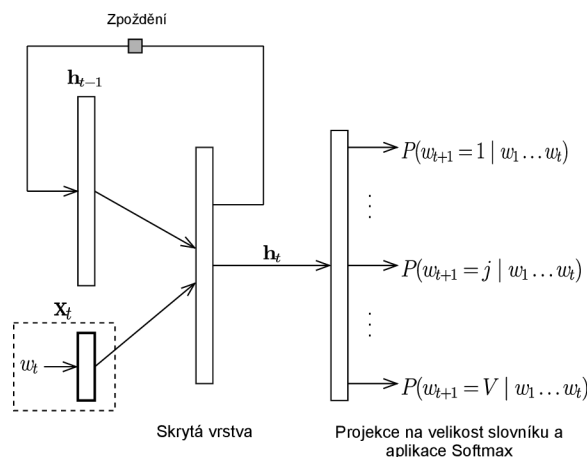 Zpoždění
h_{t−1}
P(w_{t+1} = 1 | w_1 … w_t)
⋮
h_t
P(w_{t+1} = j | w_1 … w_t)
x_t
⋮
w_t
P(w_{t+1} = V | w_1 … w_t)
Skrytá vrstva
Projekce na velikost slovníku a
aplikace Softmax